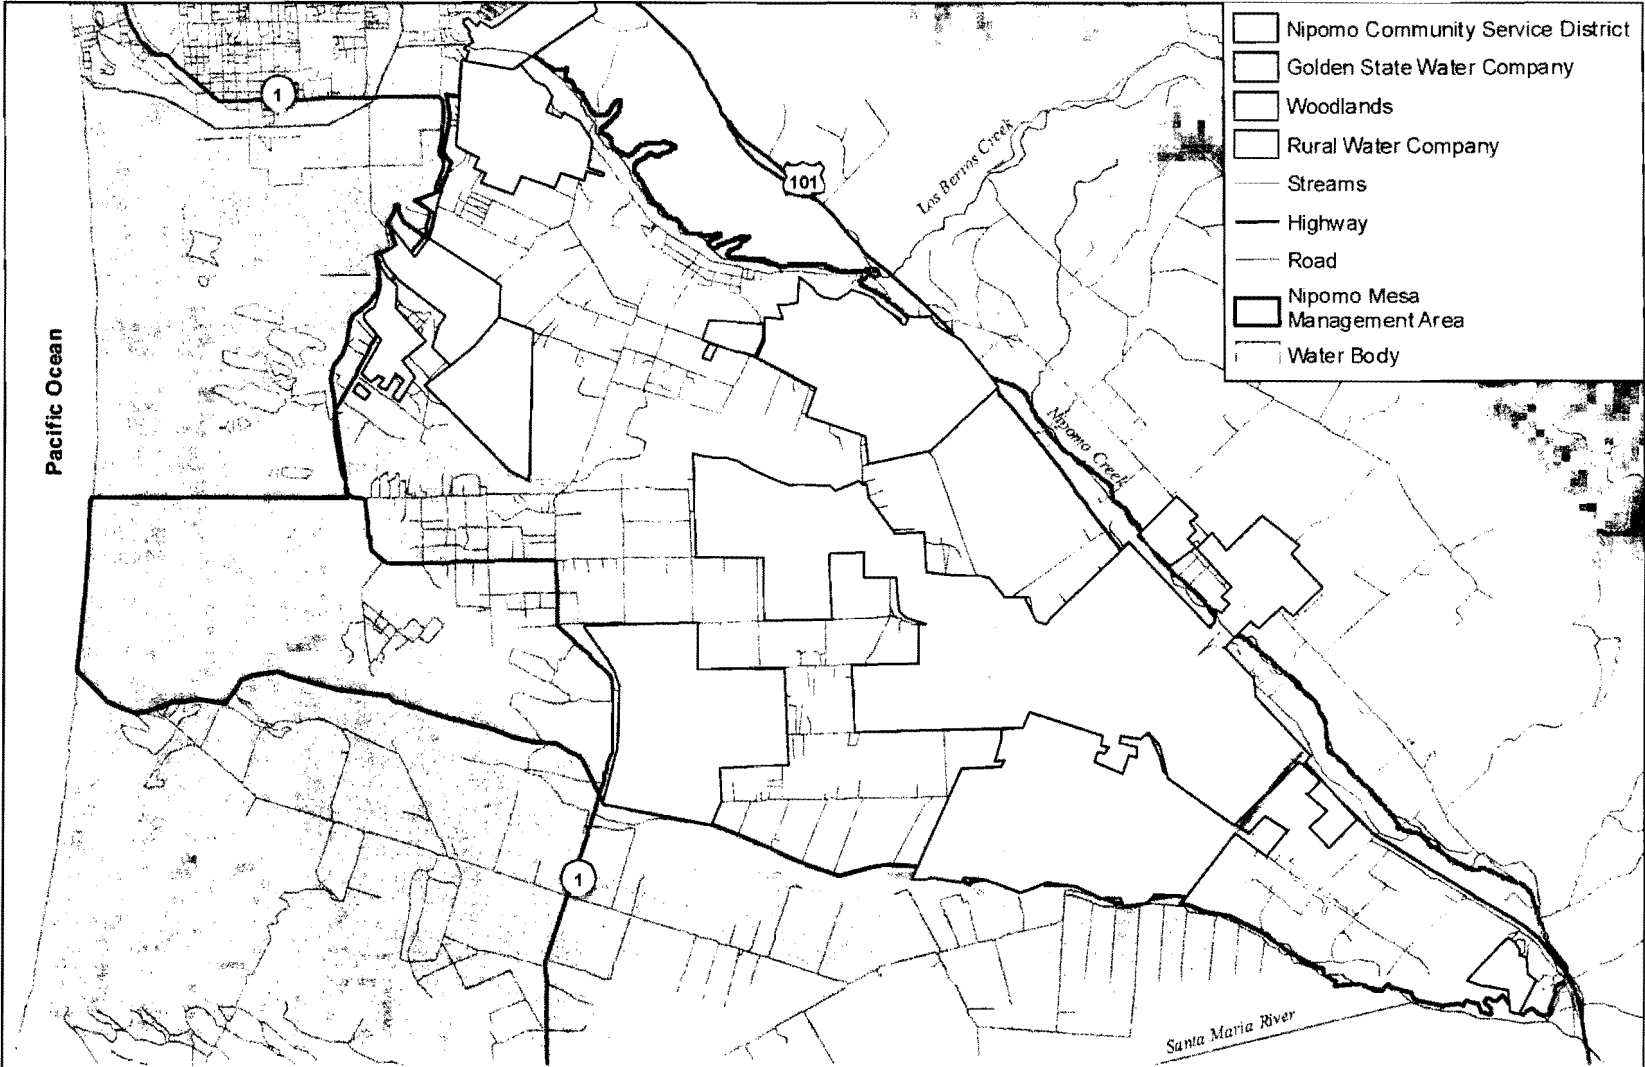 Nipomo Community Service District
Golden State Water Company
Woodlands
Rural Water Company
Streams
Highway
Road
Nipomo Mesa
Management Area
Water Body
1
101
Los Berros Creek
Pacific Ocean
Nipomo Creek
1
Santa Maria River